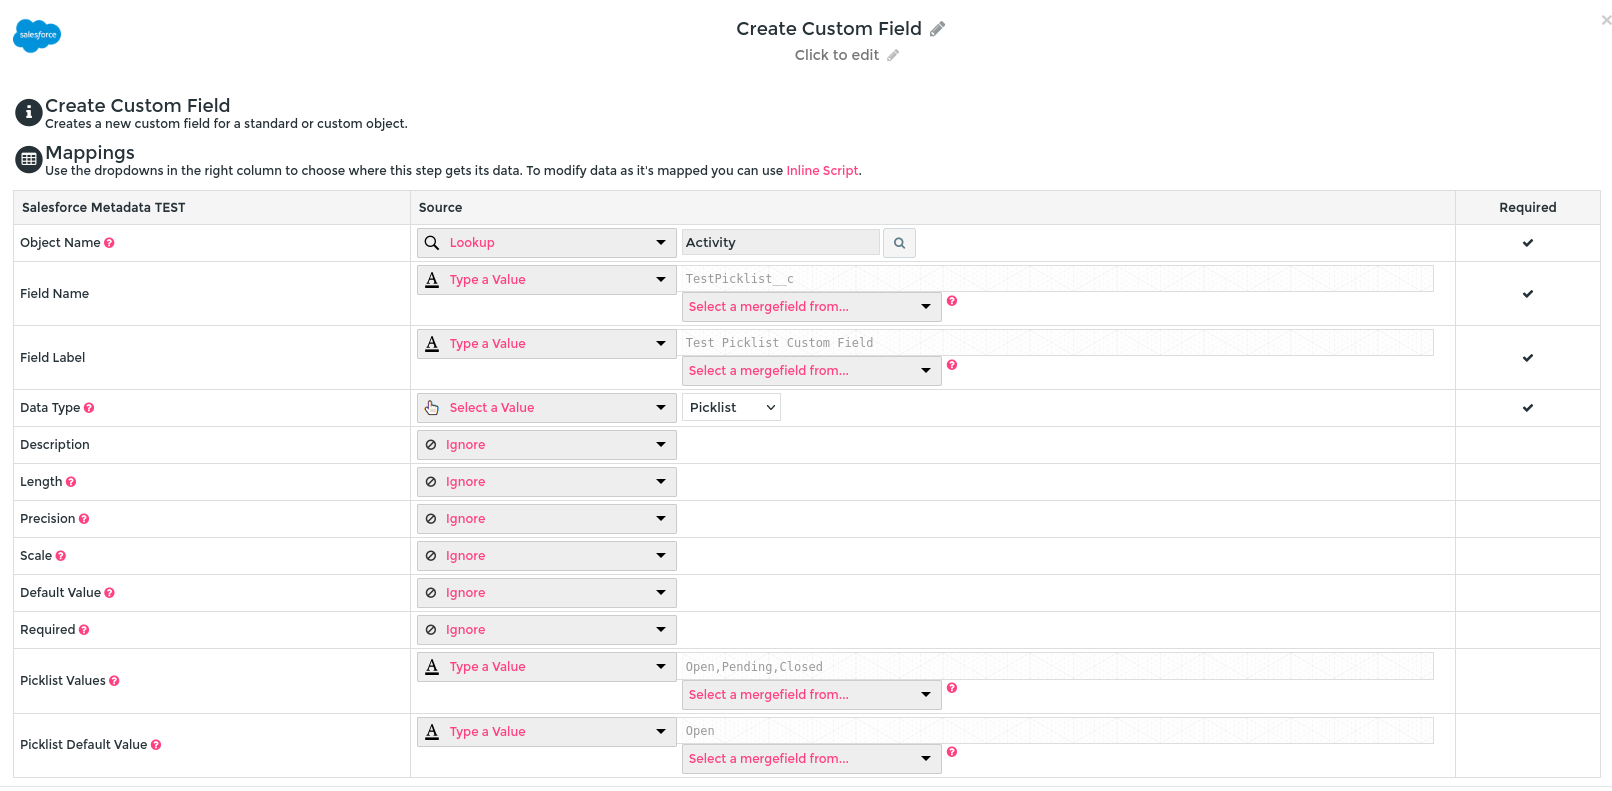 salesforce
Create Custom Field
Click to edit
×
Create Custom Field
Creates a new custom field for a standard or custom object.
Mappings
Use the dropdowns in the right column to choose where this step gets its data. To modify data as it's mapped you can use Inline Script.
Salesforce Metadata TEST Source Required
Object Name ? Lookup Activity
Field Name A Type a Value TestPicklist__c
Select a mergefield from... ?
Field Label A Type a Value Test Picklist Custom Field
Select a mergefield from... ?
Data Type ? Select a Value Picklist
Description Ignore
Length ? Ignore
Precision ? Ignore
Scale ? Ignore
Default Value ? Ignore
Required ? Ignore
Picklist Values ? A Type a Value Open,Pending,Closed
Select a mergefield from... ?
Picklist Default Value ? A Type a Value Open
Select a mergefield from... ?